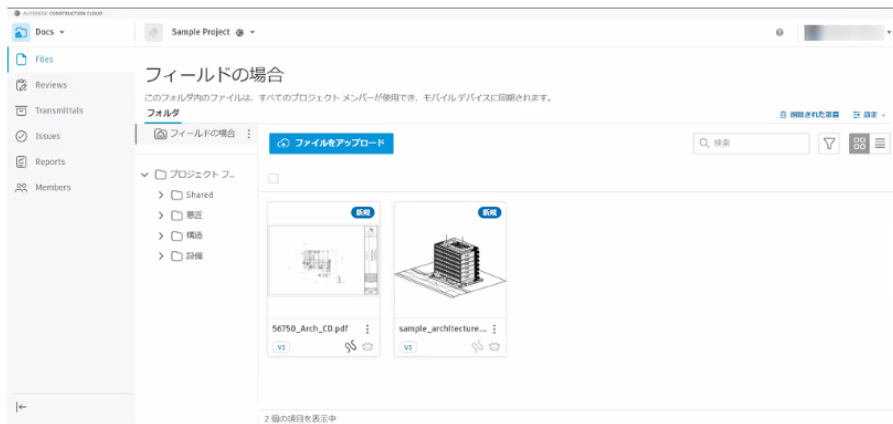 AUTODESK CONSTRUCTION CLOUD
Docs
Sample Project
Files
Reviews
Transmittals
Issues
Reports
Members
フィールドの場合
このフォルダ内のファイルは、すべてのプロジェクト メンバーが使用でき、モバイル デバイスに同期されます。
フォルダ
削除された項目
設定
フィールドの場合
ファイルをアップロード
検索
プロジェクト フ...
Shared
意匠
構造
設備
新規
新規
56750_Arch_CD.pdf
sample_architecture...
V1
V1
2 個の項目を表示中